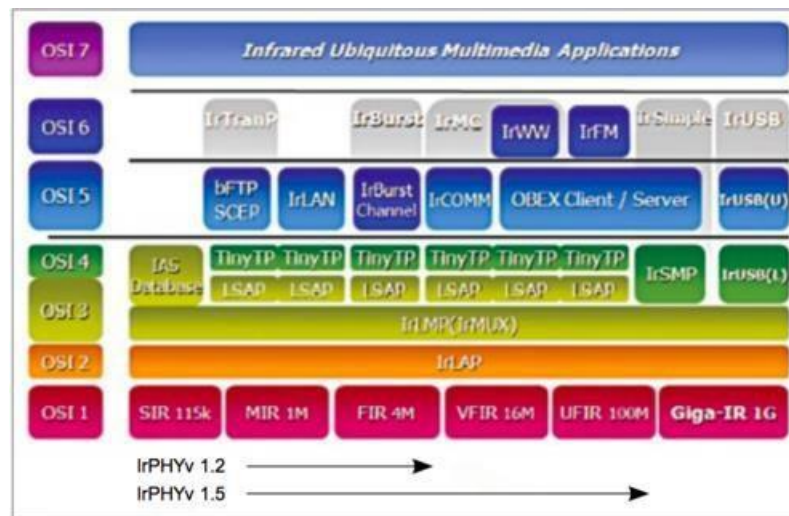 OSI 7 Infrared Ubiquitous Multimedia Applications
OSI 6 IrTranP IrBurst IrMC IrWW IrFM IrSimple IrUSB
OSI 5 bFTP SCEP IrLAN IrBurst Channel IrCOMM OBEX Client / Server IrUSB(U)
OSI 4 IAS Database TinyTP TinyTP TinyTP TinyTP TinyTP TinyTP IrSMP IrUSB(L)
OSI 3 LSAP LSAP LSAP LSAP LSAP LSAP
IrLMP(IrMUX)
OSI 2 IrLAP
OSI 1 SIR 115k MIR 1M FIR 4M VFIR 16M UFIR 100M Giga-IR 1G
IrPHYv 1.2
IrPHYv 1.5